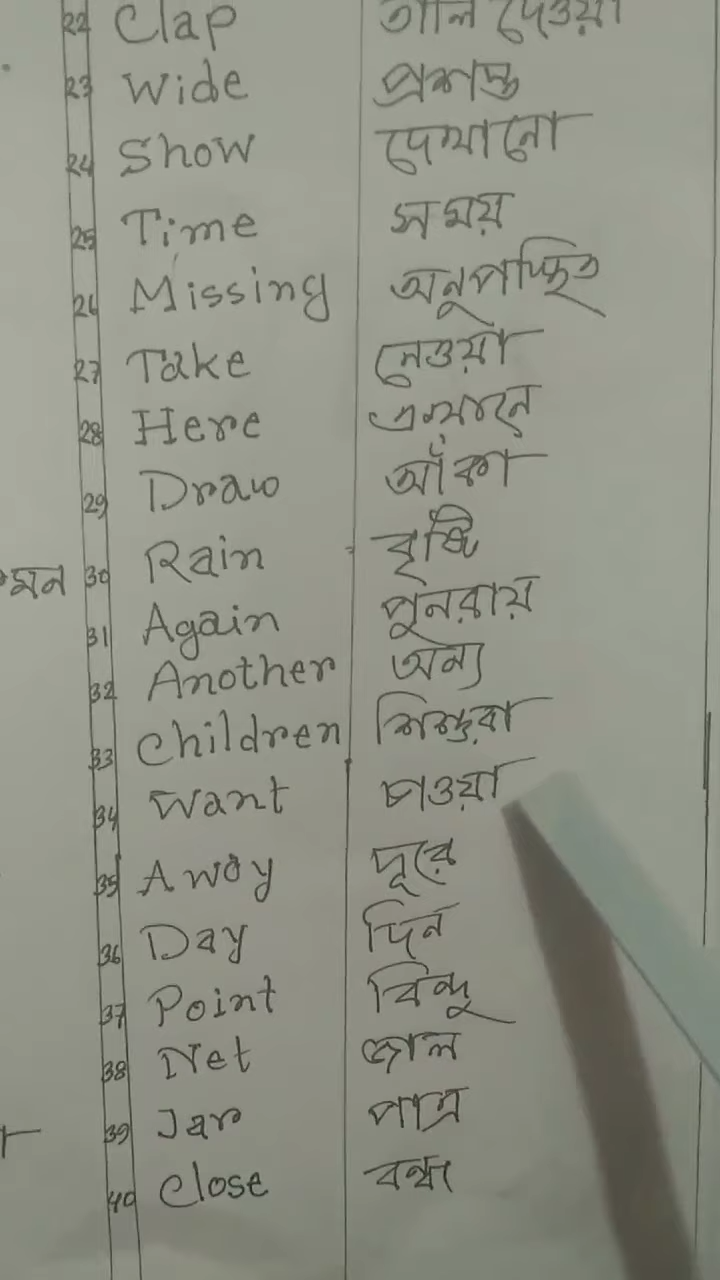 22 Clap তালি দেওয়া
23 Wide প্রশস্ত
24 Show দেখানো
25 Time সময়
26 Missing অনুপস্থিত
27 Take নেওয়া
28 Here এখানে
29 Draw আঁকা
মন 30 Rain বৃষ্টি
31 Again পুনরায়
32 Another অন্য
33 Children শিশুরা
34 Want চাওয়া
35 Away দূরে
36 Day দিন
37 Point বিন্দু
38 Net জাল
39 Jar পাত্র
40 Close বন্ধ